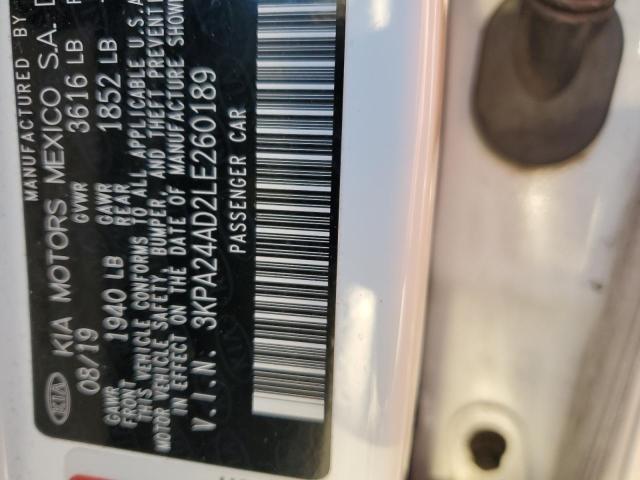 MANUFACTURED BY
KIA KIA MOTORS MEXICO S.A. D
08/19 GVWR 3616 LB
GAWR FRONT 1940 LB GAWR REAR 1852 LB
THIS VEHICLE CONFORMS TO ALL APPLICABLE U.S.A
MOTOR VEHICLE SAFETY, BUMPER, AND THEFT PREVENT
IN EFFECT ON THE DATE OF MANUFACTURE SHOW
V.I.N. 3KPA24AD2LE260189
PASSENGER CAR